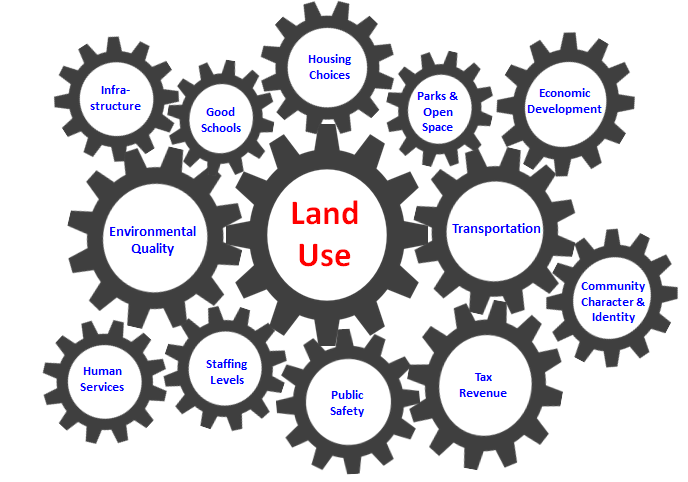 Housing
Choices
Infra-
structure
Good
Schools
Parks &
Open
Space
Economic
Development
Land
Use
Environmental
Quality
Transportation
Community
Character &
Identity
Human
Services
Staffing
Levels
Public
Safety
Tax
Revenue